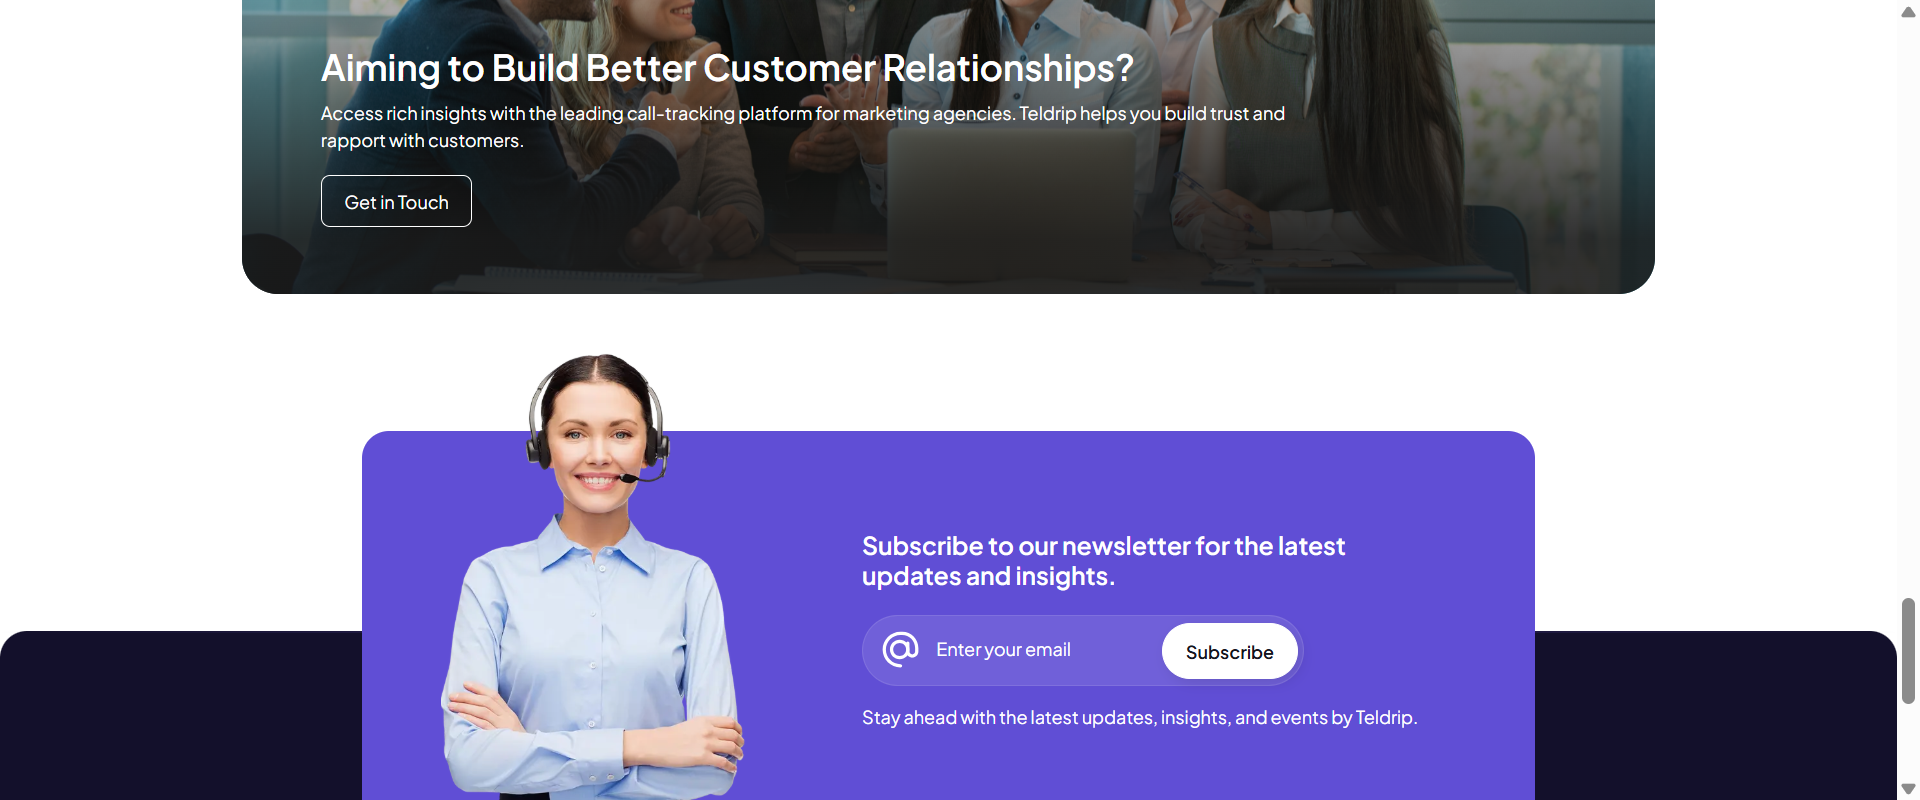 Aiming to Build Better Customer Relationships?
Access rich insights with the leading call-tracking platform for marketing agencies. Teldrip helps you build trust and
rapport with customers.
Get in Touch
Subscribe to our newsletter for the latest
updates and insights.
Enter your email
Subscribe
Stay ahead with the latest updates, insights, and events by Teldrip.